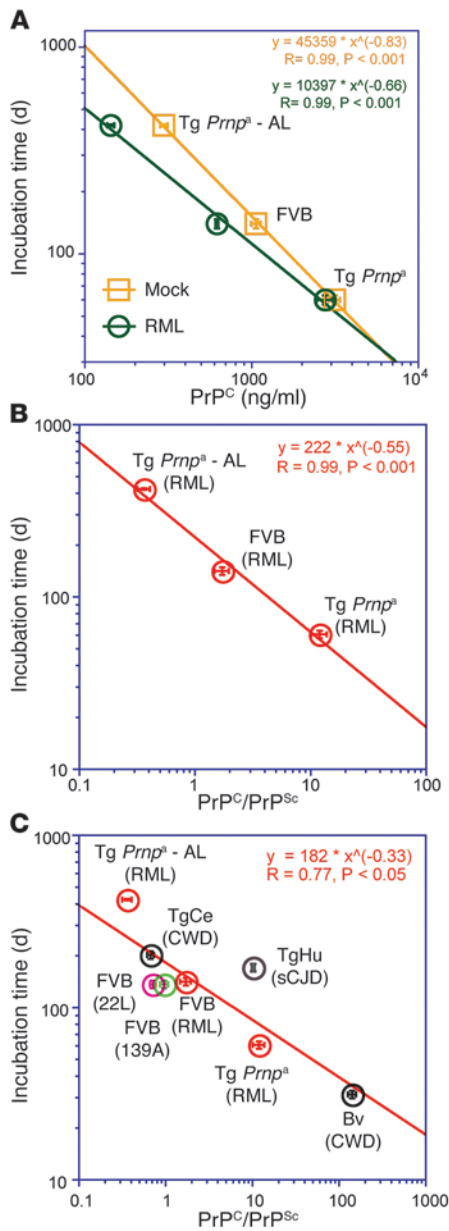 A
y = 45359 * x^(-0.83)
R= 0.99, P < 0.001
y = 10397 * x^(-0.66)
R= 0.99, P < 0.001
1000
Tg Prnpᵃ - AL
FVB
Incubation time (d)
100
Tg Prnpᵃ
Mock
RML
100
1000
10⁴
PrPᶜ (ng/ml)
B
1000
y = 222 * x^(-0.55)
R = 0.99, P < 0.001
Tg Prnpᵃ - AL
(RML)
FVB
(RML)
Incubation time (d)
100
Tg Prnpᵃ
(RML)
10
0.1
1
10
100
PrPᶜ/PrPˢᶜ
C
1000
Tg Prnpᵃ - AL
(RML)
y = 182 * x^(-0.33)
R = 0.77, P < 0.05
TgCe
(CWD)
TgHu
(sCJD)
Incubation time (d)
100
FVB
(22L)
FVB
(RML)
FVB
(139A)
Tg Prnpᵃ
(RML)
Bv
(CWD)
10
0.1
1
10
100
1000
PrPᶜ/PrPˢᶜ